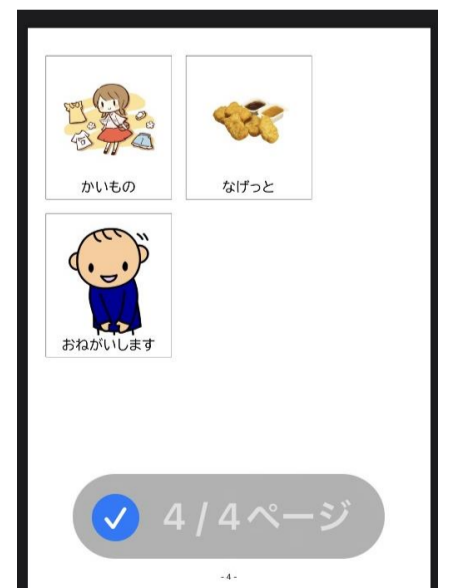 かいもの
なげっと
おねがいします
4/4ページ
- 4 -